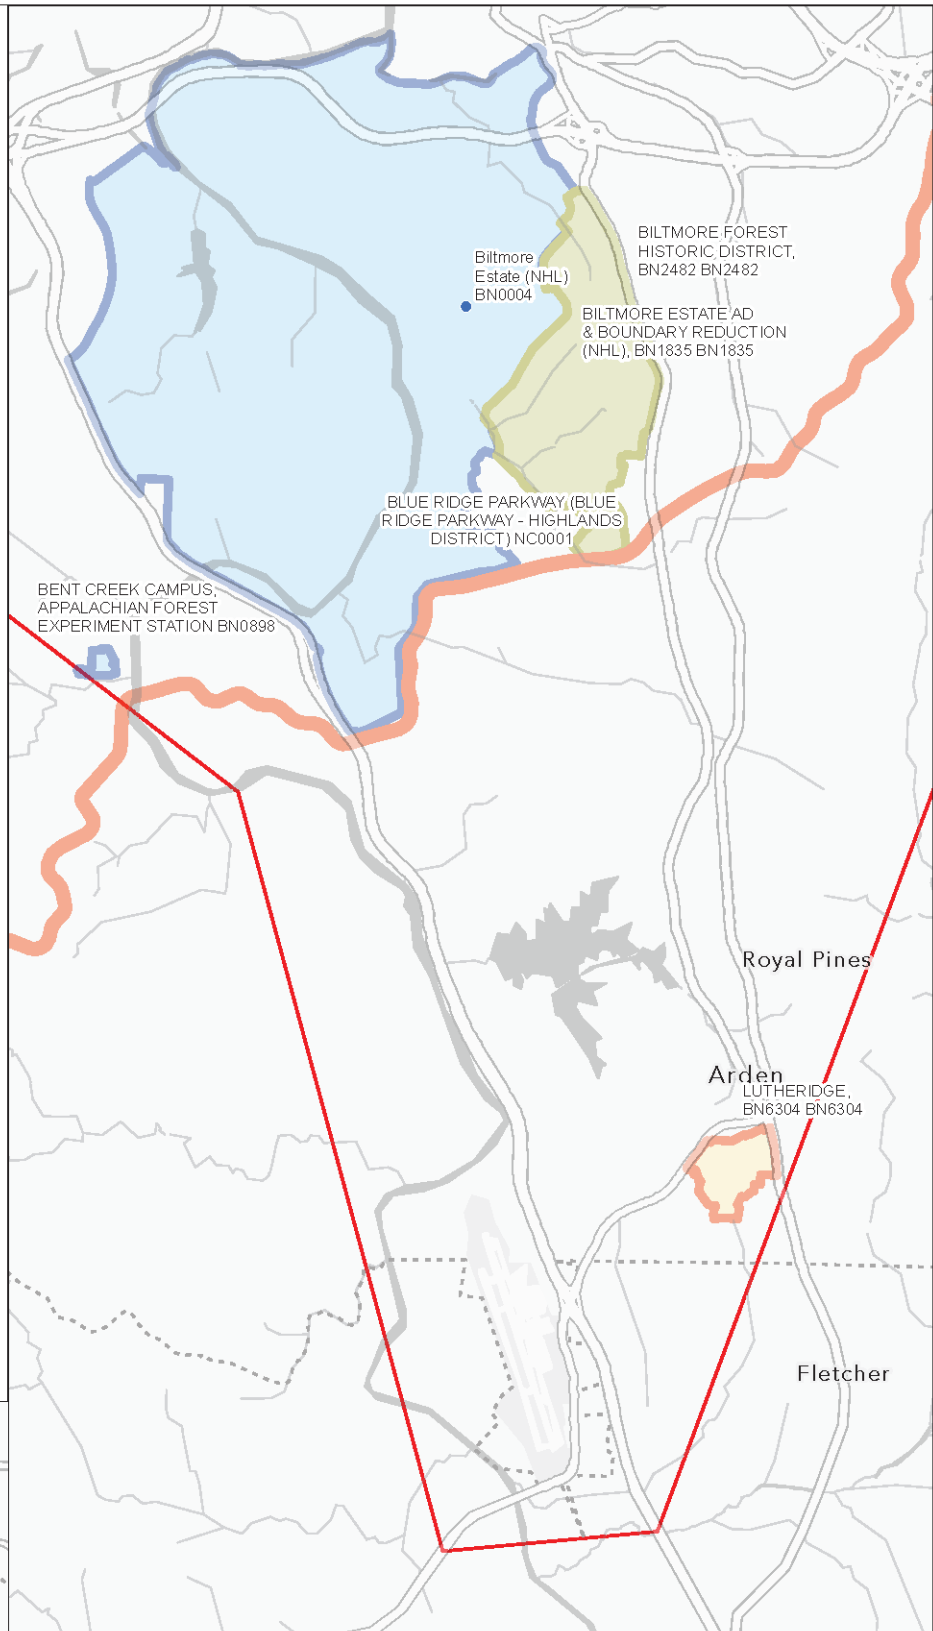 BILTMORE FOREST
HISTORIC DISTRICT,
BN2482 BN2482
Biltmore
Estate (NHL)
BN0004
BILTMORE ESTATE AD
& BOUNDARY REDUCTION
(NHL), BN1835 BN1835
BLUE RIDGE PARKWAY (BLUE
RIDGE PARKWAY - HIGHLANDS
DISTRICT) NC0001
BENT CREEK CAMPUS,
APPALACHIAN FOREST
EXPERIMENT STATION BN0898
Royal Pines
Arden
LUTHERIDGE,
BN6304 BN6304
Fletcher